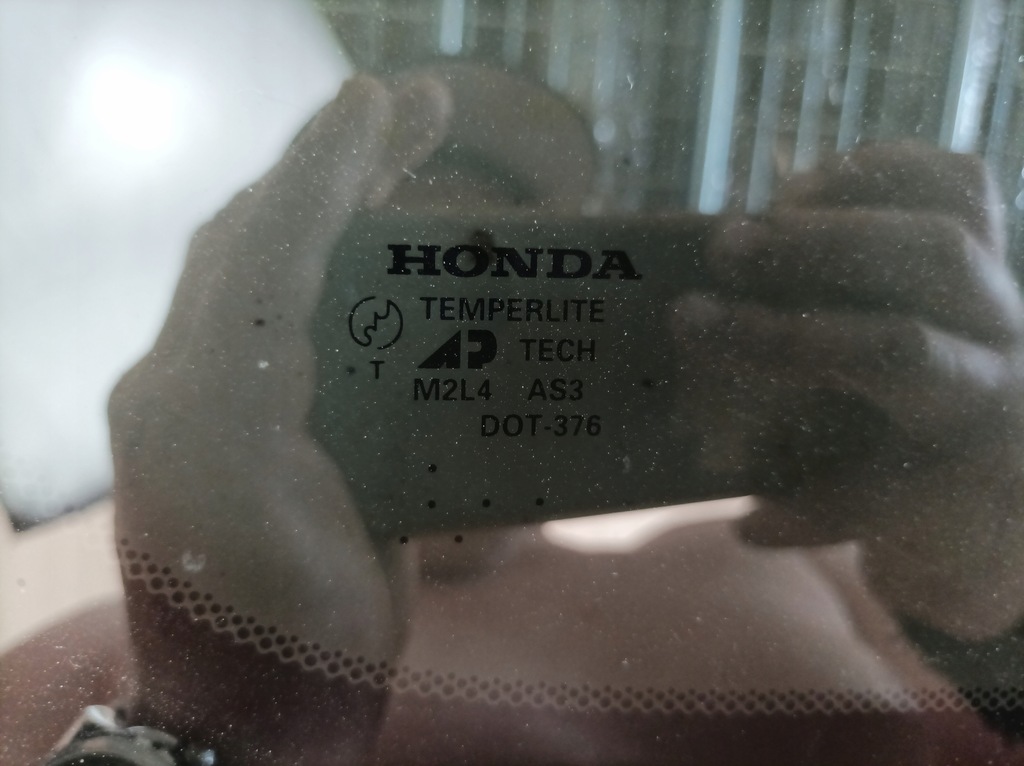 HONDA
TEMPERLITE
AP TECH
T
M2L4 AS3
DOT-376